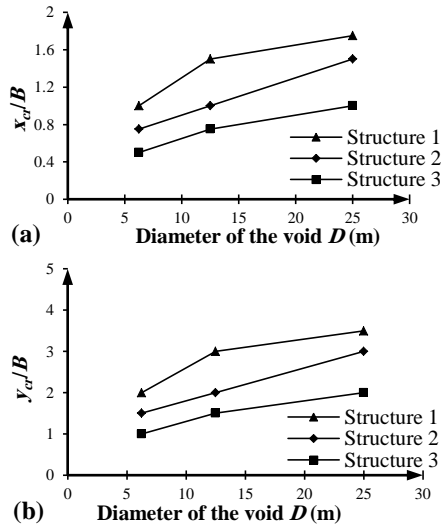 2
1.6
1.2
0.8
0.4
0
x_cr/B
Structure 1
Structure 2
Structure 3
0 5 10 15 20 25 30
(a)
Diameter of the void D (m)
5
4
3
2
1
0
y_cr/B
Structure 1
Structure 2
Structure 3
0 5 10 15 20 25 30
(b)
Diameter of the void D (m)